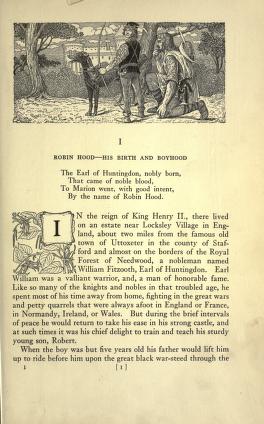 I
ROBIN HOOD—HIS BIRTH AND BOYHOOD
The Earl of Huntingdon, nobly born,
That came of noble blood,
To Marion went, with good intent,
By the name of Robin Hood.
IN the reign of King Henry II., there lived
on an estate near Locksley Village in Eng-
land, about two miles from the famous old
town of Uttoxeter in the county of Staf-
ford and almost on the borders of the Royal
Forest of Needwood, a nobleman named
William Fitzooth, Earl of Huntingdon. Earl
William was a valliant warrior, and, a man of honorable fame.
Like so many of the knights and nobles in that troubled age, he
spent most of his time away from home, fighting in the great wars
and petty quarrels that were always afoot in England or France,
in Normandy, Ireland, or Wales. But during the brief intervals
of peace he would return to take his ease in his strong castle, and
at such times it was his chief delight to train and teach his sturdy
young son, Robert.
When the boy was but five years old his father would lift him
up to ride before him upon the great black war-steed through the
1 [ 1 ]